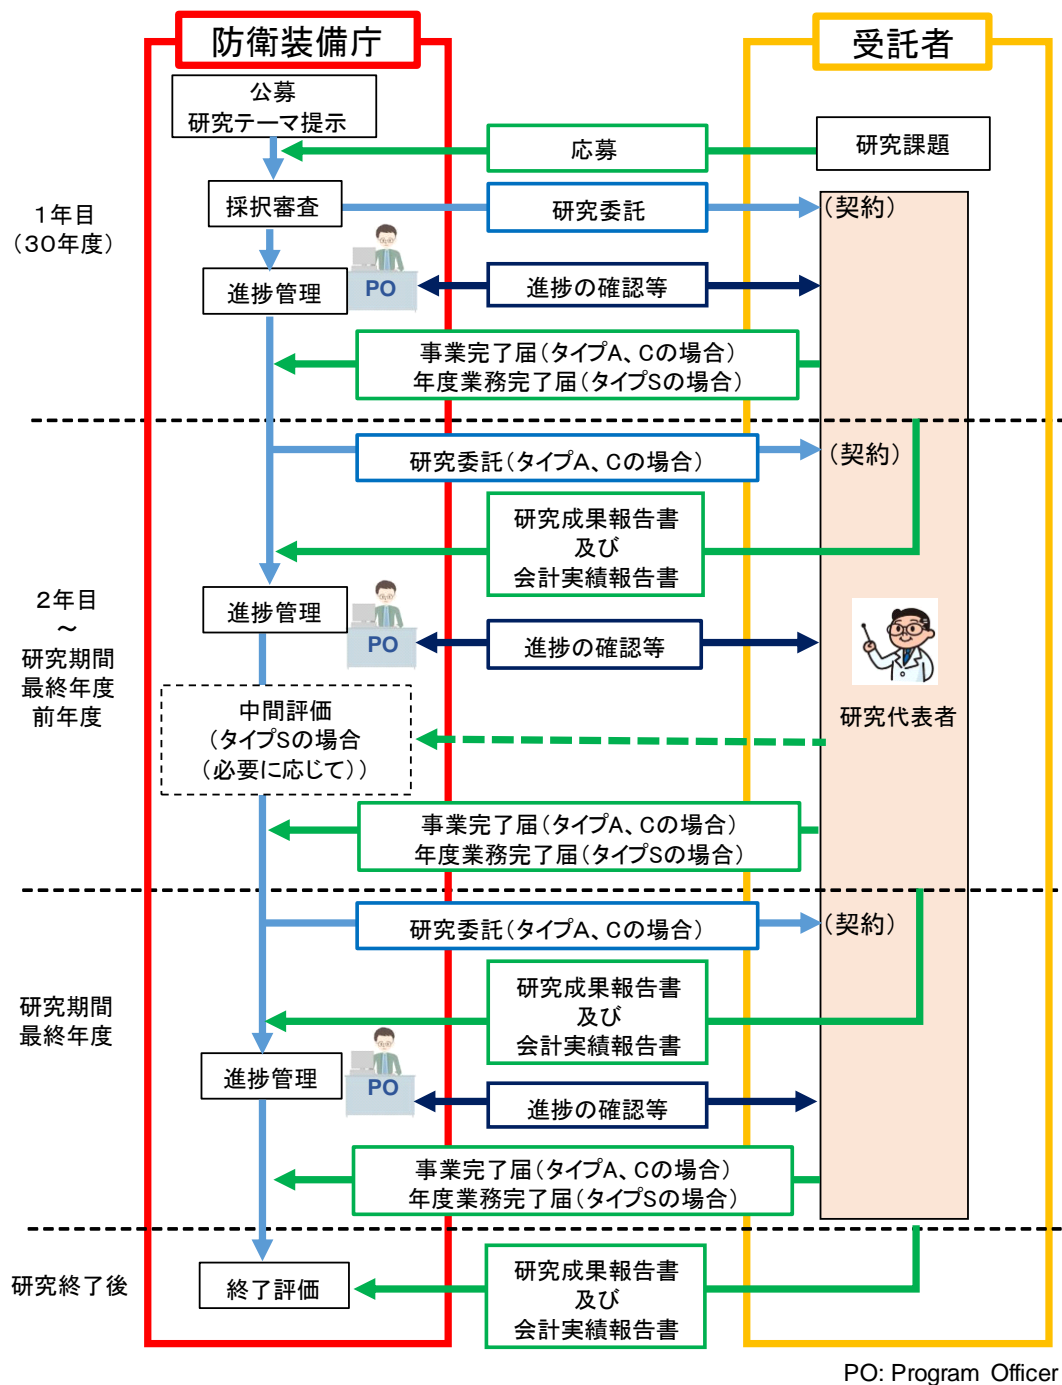 防衛装備庁
受託者
公募
研究テーマ提示
応募
研究課題
1年目
（30年度）
採択審査
研究委託
（契約）
進捗管理
PO
進捗の確認等
事業完了届（タイプA、Cの場合）
年度業務完了届（タイプSの場合）
研究委託（タイプA、Cの場合）
（契約）
研究成果報告書
及び
会計実績報告書
2年目
～
研究期間
最終年度
前年度
進捗管理
PO
進捗の確認等
研究代表者
中間評価
（タイプSの場合
（必要に応じて））
事業完了届（タイプA、Cの場合）
年度業務完了届（タイプSの場合）
研究委託（タイプA、Cの場合）
（契約）
研究成果報告書
及び
会計実績報告書
研究期間
最終年度
進捗管理
PO
進捗の確認等
事業完了届（タイプA、Cの場合）
年度業務完了届（タイプSの場合）
研究終了後
終了評価
研究成果報告書
及び
会計実績報告書
PO: Program Officer